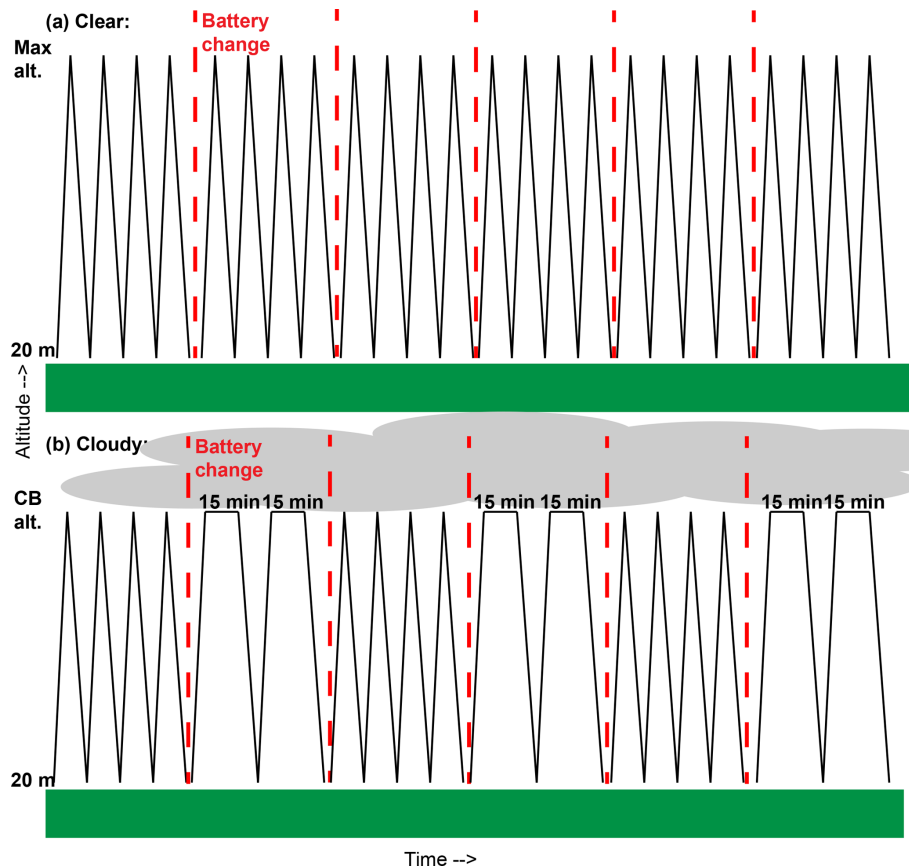 (a) Clear:
Battery
change
Max
alt.
20 m
Altitude -->
(b) Cloudy:
Battery
change
CB
alt.
15 min 15 min
15 min 15 min
15 min 15 min
20 m
Time -->